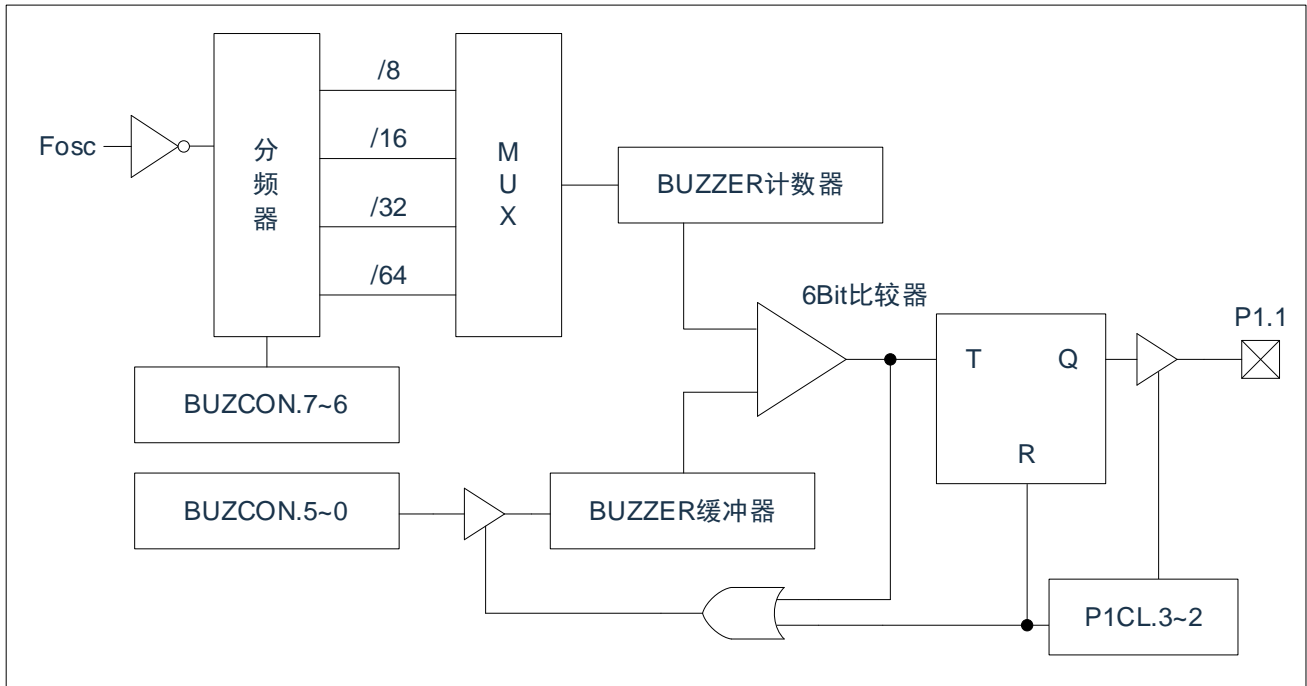 /8
/16
/32
/64
Fosc
分
频
器
M
U
X
BUZZER计数器
6Bit比较器
P1.1
T
Q
R
BUZCON.7~6
BUZCON.5~0
BUZZER缓冲器
P1CL.3~2